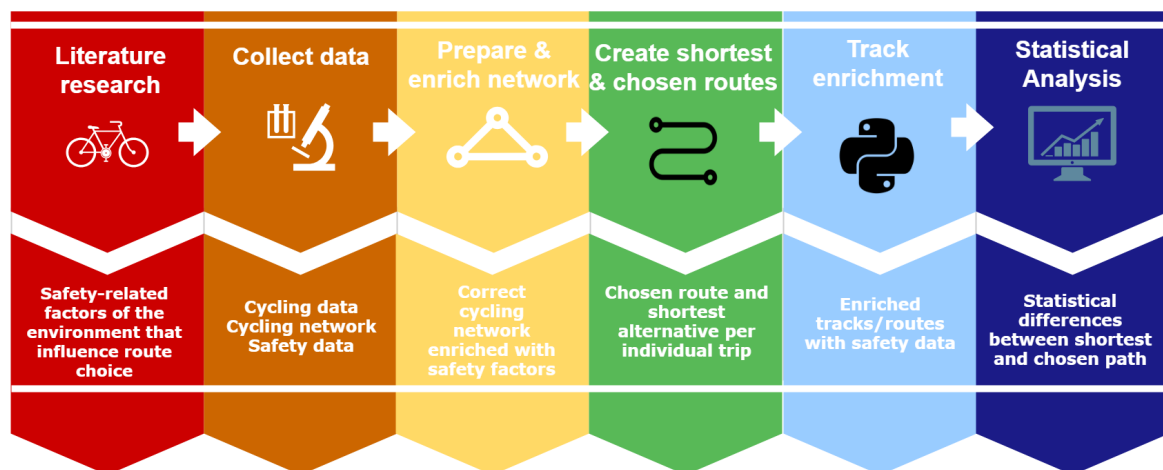 Literature
research
Collect data
Prepare &
enrich network
Create shortest
& chosen routes
Track
enrichment
Statistical
Analysis
Safety-related
factors of the
environment that
influence route
choice
Cycling data
Cycling network
Safety data
Correct
cycling
network
enriched with
safety factors
Chosen route and
shortest
alternative per
individual trip
Enriched
tracks/routes
with safety data
Statistical
differences
between shortest
and chosen path